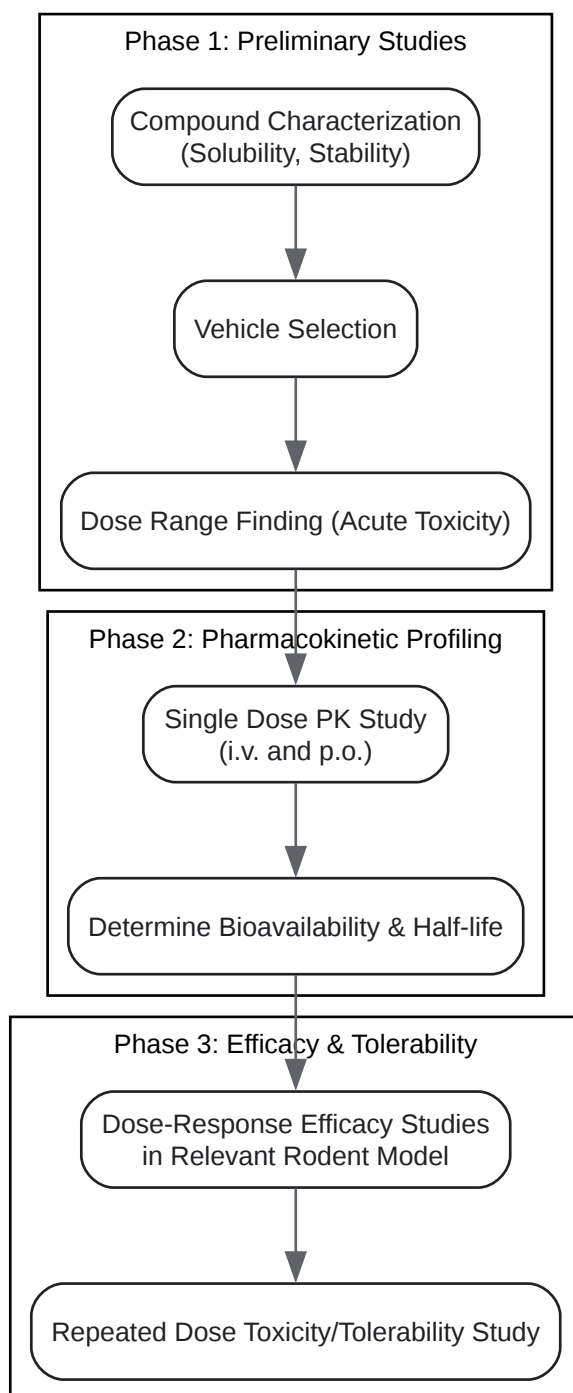 Phase 1: Preliminary Studies
Compound Characterization
(Solubility, Stability)
Vehicle Selection
Dose Range Finding (Acute Toxicity)
Phase 2: Pharmacokinetic Profiling
Single Dose PK Study
(i.v. and p.o.)
Determine Bioavailability & Half-life
Phase 3: Efficacy & Tolerability
Dose-Response Efficacy Studies
in Relevant Rodent Model
Repeated Dose Toxicity/Tolerability Study